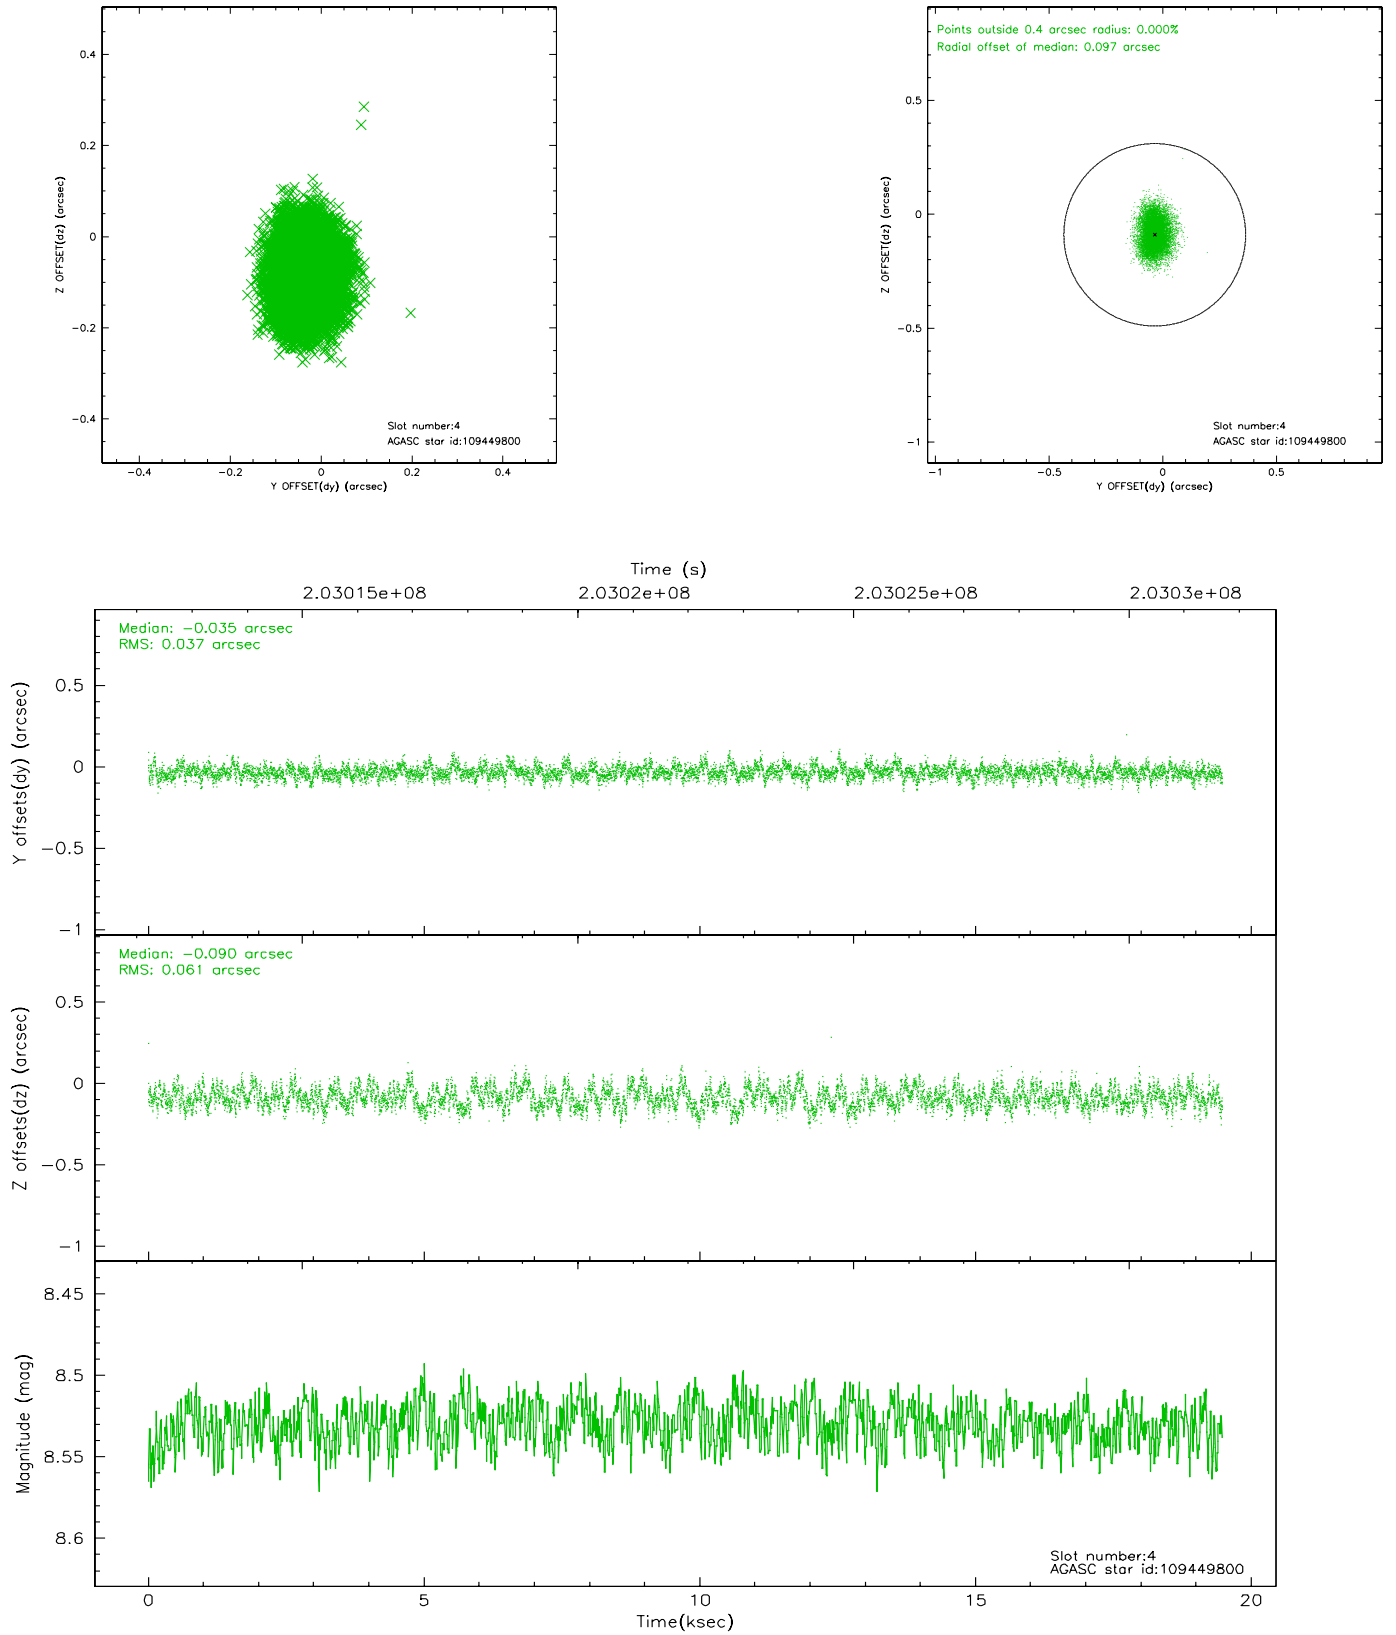 0.4
0.2
0
−0.2
−0.4
Z OFFSET(dz) (arcsec)
Slot number:4
AGASC star id:109449800
−0.4
−0.2
0
0.2
0.4
Y OFFSET(dy) (arcsec)
Points outside 0.4 arcsec radius: 0.000%
Radial offset of median: 0.097 arcsec
0.5
0
−0.5
−1
Z OFFSET(dz) (arcsec)
Slot number:4
AGASC star id:109449800
−1
−0.5
0
0.5
Y OFFSET(dy) (arcsec)
Time (s)
2.03015e+08
2.0302e+08
2.03025e+08
2.0303e+08
Median: −0.035 arcsec
RMS: 0.037 arcsec
0.5
0
−0.5
−1
Y offsets(dy) (arcsec)
Median: −0.090 arcsec
RMS: 0.061 arcsec
0.5
0
−0.5
−1
Z offsets(dz) (arcsec)
8.45
8.5
8.55
8.6
Magnitude (mag)
Slot number:4
AGASC star id:109449800
0
5
10
15
20
Time(ksec)